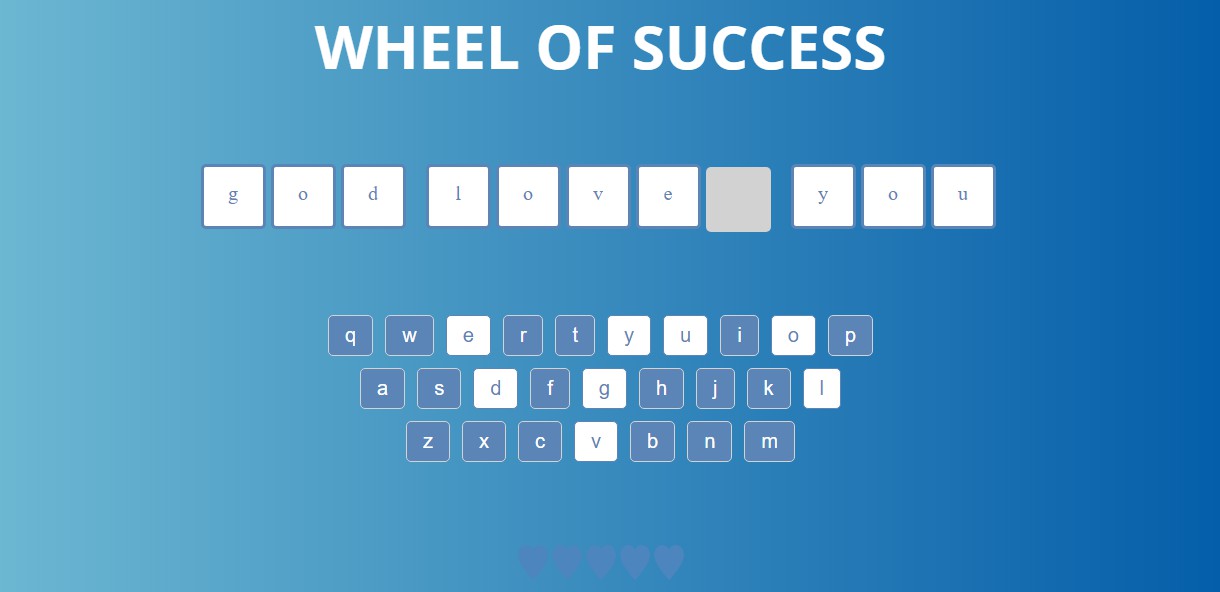 WHEEL OF SUCCESS
g o d l o v e y o u
q w e r t y u i o p
a s d f g h j k l
z x c v b n m